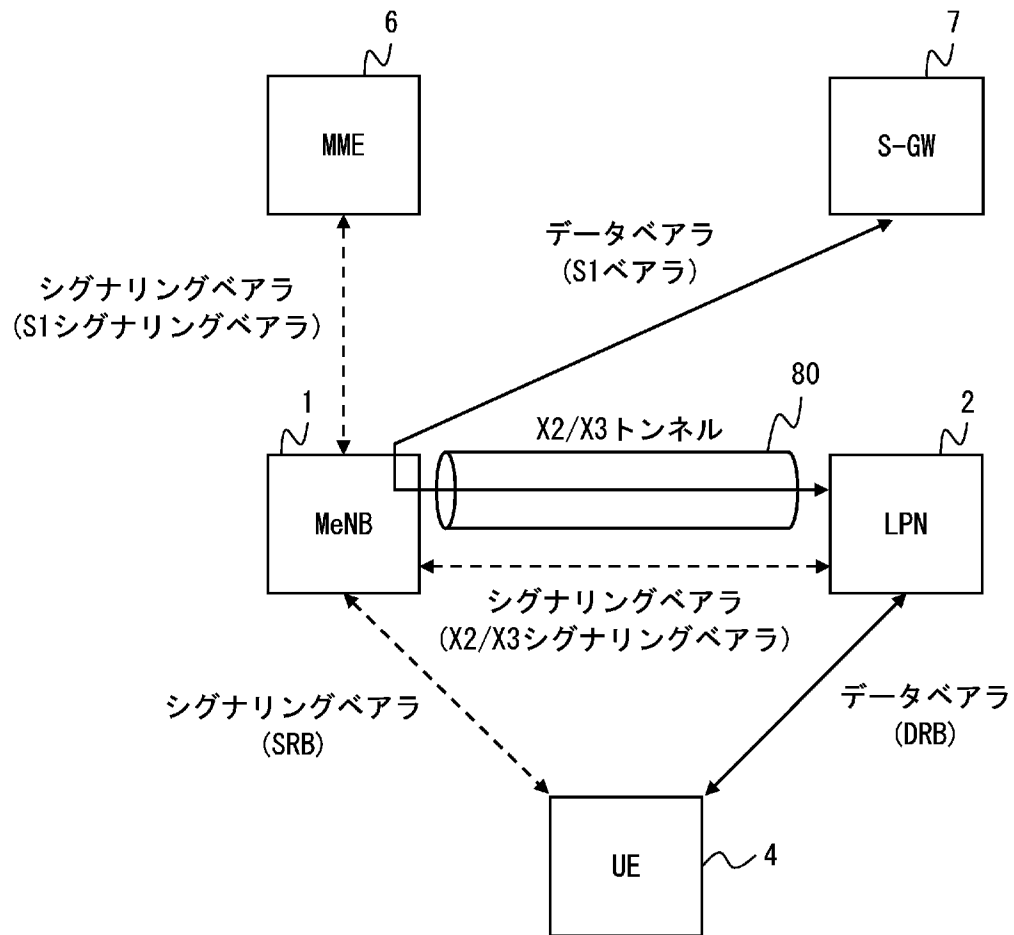 6
7
MME
S-GW
データベアラ
(S1ベアラ)
シグナリングベアラ
(S1シグナリングベアラ)
1
80
2
X2/X3トンネル
MeNB
LPN
シグナリングベアラ
(X2/X3シグナリングベアラ)
シグナリングベアラ
(SRB)
データベアラ
(DRB)
UE
4